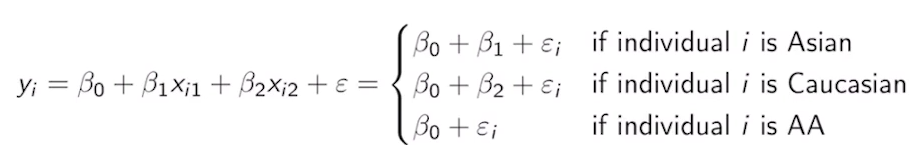 β₀ + β₁ + εᵢ if individual i is Asian
yᵢ = β₀ + β₁xᵢ₁ + β₂xᵢ₂ + ε = { β₀ + β₂ + εᵢ if individual i is Caucasian
β₀ + εᵢ if individual i is AA